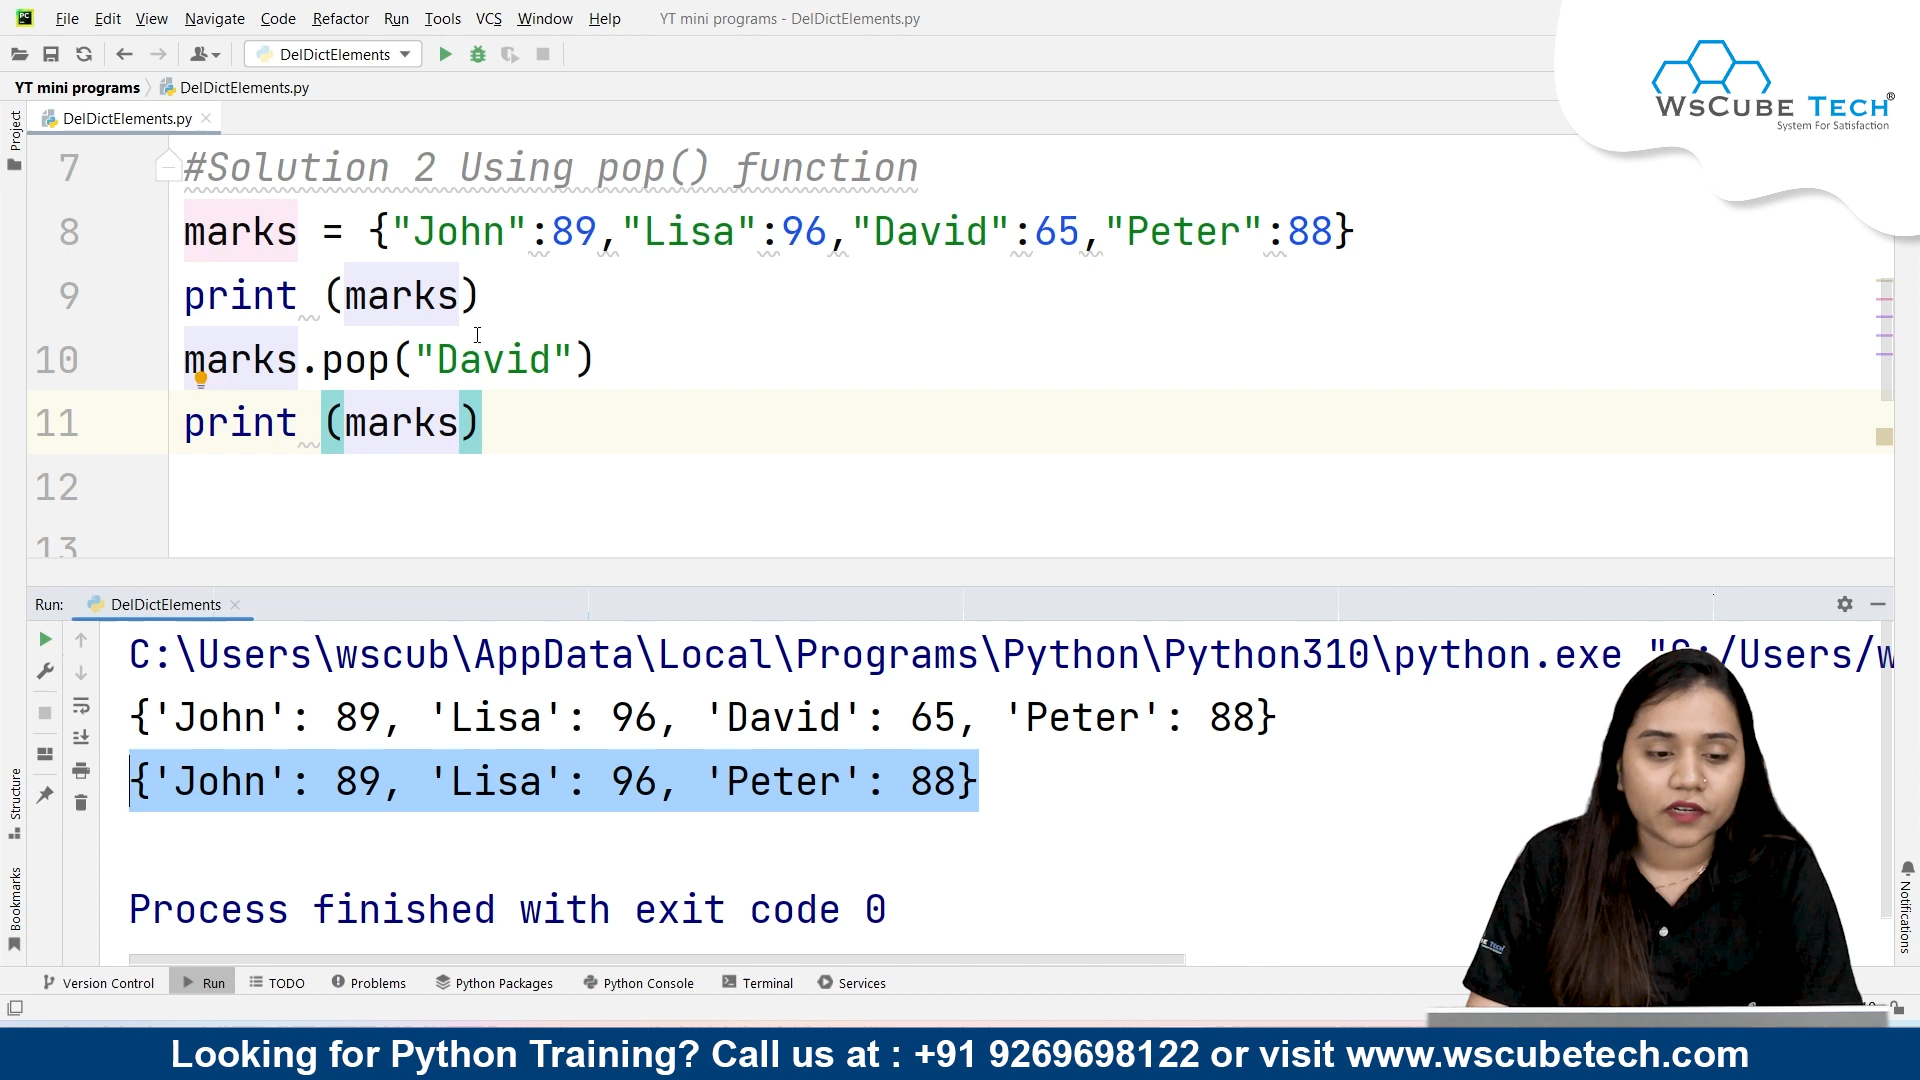 File Edit View Navigate Code Refactor Run Tools VCS Window Help YT mini programs - DelDictElements.py
DelDictElements
YT mini programs DelDictElements.py
DelDictElements.py
Project
WsCube Tech®
System For Satisfaction
7 #Solution 2 Using pop() function
8 marks = {"John":89,"Lisa":96,"David":65,"Peter":88}
9 print (marks)
10 marks.pop("David")
11 print (marks)
12
13
Run: DelDictElements
C:\Users\wscub\AppData\Local\Programs\Python\Python310\python.exe
{'John': 89, 'Lisa': 96, 'David': 65, 'Peter': 88}
{'John': 89, 'Lisa': 96, 'Peter': 88}
Process finished with exit code 0
Structure
Bookmarks
Notifications
Version Control Run TODO Problems Python Packages Python Console Terminal Services
Looking for Python Training? Call us at : +91 9269698122 or visit www.wscubetech.com